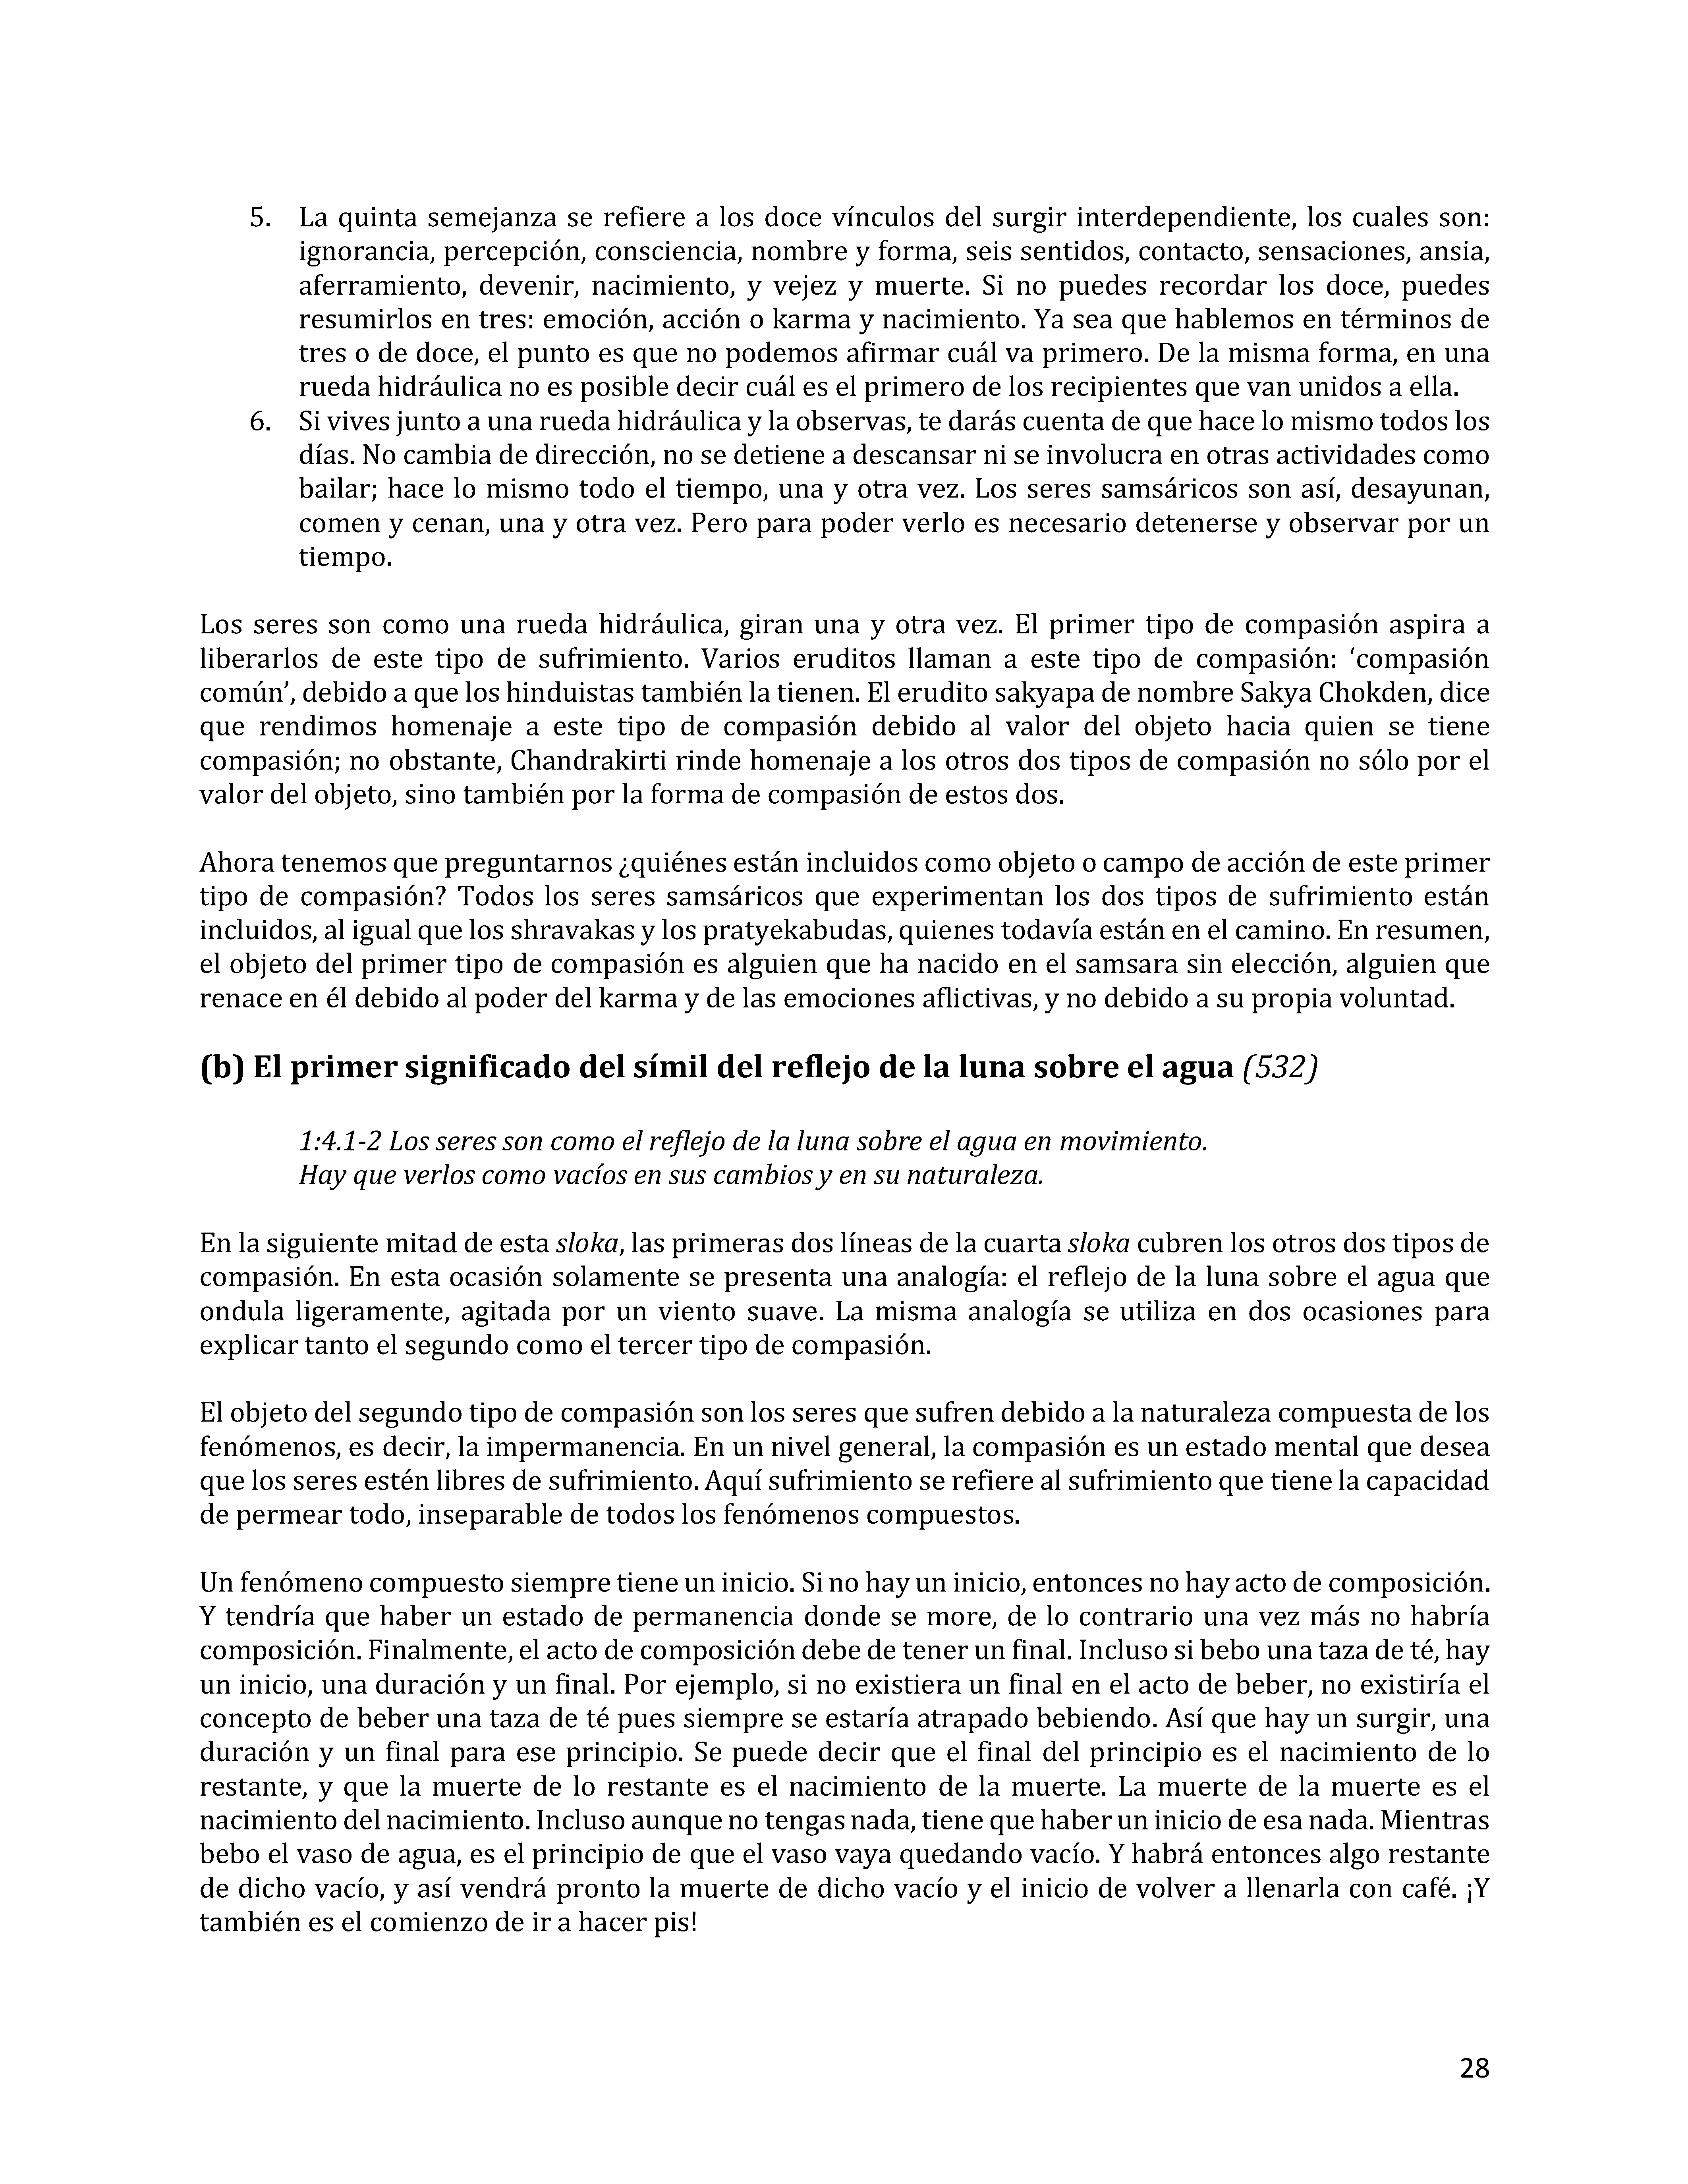 5. La quinta semejanza se refiere a los doce vínculos del surgir interdependiente, los cuales son:
ignorancia, percepción, consciencia, nombre y forma, seis sentidos, contacto, sensaciones, ansia,
aferramiento, devenir, nacimiento, y vejez y muerte. Si no puedes recordar los doce, puedes
resumirlos en tres: emoción, acción o karma y nacimiento. Ya sea que hablemos en términos de
tres o de doce, el punto es que no podemos afirmar cuál va primero. De la misma forma, en una
rueda hidráulica no es posible decir cuál es el primero de los recipientes que van unidos a ella.
6. Si vives junto a una rueda hidráulica y la observas, te darás cuenta de que hace lo mismo todos los
días. No cambia de dirección, no se detiene a descansar ni se involucra en otras actividades como
bailar; hace lo mismo todo el tiempo, una y otra vez. Los seres samsáricos son así, desayunan,
comen y cenan, una y otra vez. Pero para poder verlo es necesario detenerse y observar por un
tiempo.
Los seres son como una rueda hidráulica, giran una y otra vez. El primer tipo de compasión aspira a
liberarlos de este tipo de sufrimiento. Varios eruditos llaman a este tipo de compasión: ‘compasión
común’, debido a que los hinduistas también la tienen. El erudito sakyapa de nombre Sakya Chokden, dice
que rendimos homenaje a este tipo de compasión debido al valor del objeto hacia quien se tiene
compasión; no obstante, Chandrakirti rinde homenaje a los otros dos tipos de compasión no sólo por el
valor del objeto, sino también por la forma de compasión de estos dos.
Ahora tenemos que preguntarnos ¿quiénes están incluidos como objeto o campo de acción de este primer
tipo de compasión? Todos los seres samsáricos que experimentan los dos tipos de sufrimiento están
incluidos, al igual que los shravakas y los pratyekabudas, quienes todavía están en el camino. En resumen,
el objeto del primer tipo de compasión es alguien que ha nacido en el samsara sin elección, alguien que
renace en él debido al poder del karma y de las emociones aflictivas, y no debido a su propia voluntad.
(b) El primer significado del símil del reflejo de la luna sobre el agua (532)
1:4.1-2 Los seres son como el reflejo de la luna sobre el agua en movimiento.
Hay que verlos como vacíos en sus cambios y en su naturaleza.
En la siguiente mitad de esta sloka, las primeras dos líneas de la cuarta sloka cubren los otros dos tipos de
compasión. En esta ocasión solamente se presenta una analogía: el reflejo de la luna sobre el agua que
ondula ligeramente, agitada por un viento suave. La misma analogía se utiliza en dos ocasiones para
explicar tanto el segundo como el tercer tipo de compasión.
El objeto del segundo tipo de compasión son los seres que sufren debido a la naturaleza compuesta de los
fenómenos, es decir, la impermanencia. En un nivel general, la compasión es un estado mental que desea
que los seres estén libres de sufrimiento. Aquí sufrimiento se refiere al sufrimiento que tiene la capacidad
de permear todo, inseparable de todos los fenómenos compuestos.
Un fenómeno compuesto siempre tiene un inicio. Si no hay un inicio, entonces no hay acto de composición.
Y tendría que haber un estado de permanencia donde se more, de lo contrario una vez más no habría
composición. Finalmente, el acto de composición debe de tener un final. Incluso si bebo una taza de té, hay
un inicio, una duración y un final. Por ejemplo, si no existiera un final en el acto de beber, no existiría el
concepto de beber una taza de té pues siempre se estaría atrapado bebiendo. Así que hay un surgir, una
duración y un final para ese principio. Se puede decir que el final del principio es el nacimiento de lo
restante, y que la muerte de lo restante es el nacimiento de la muerte. La muerte de la muerte es el
nacimiento del nacimiento. Incluso aunque no tengas nada, tiene que haber un inicio de esa nada. Mientras
bebo el vaso de agua, es el principio de que el vaso vaya quedando vacío. Y habrá entonces algo restante
de dicho vacío, y así vendrá pronto la muerte de dicho vacío y el inicio de volver a llenarla con café. ¡Y
también es el comienzo de ir a hacer pis!
28